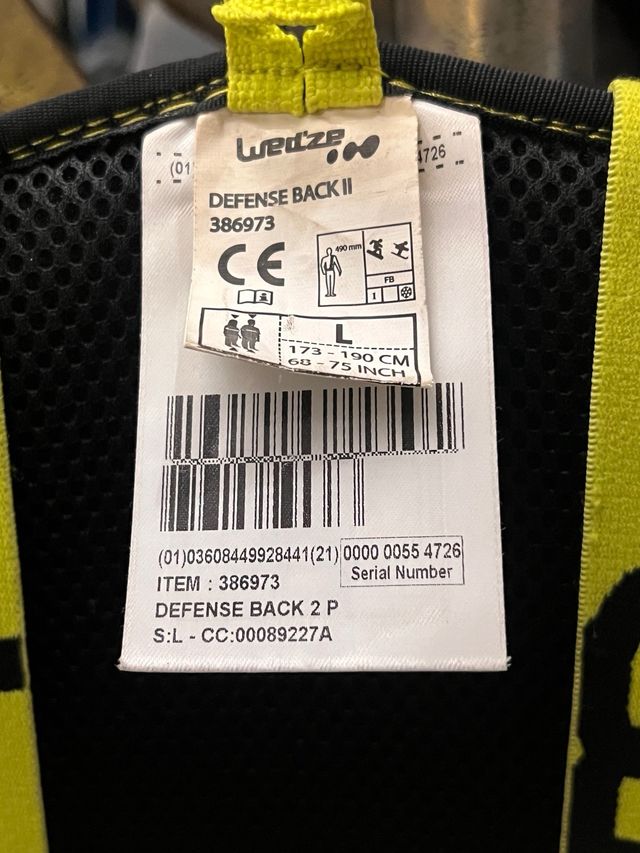 wed'ze
(01)
4726
DEFENSE BACK II
386973
CE
490 mm
FB
I
L
173 - 190 CM
68 - 75 INCH
(01)03608449928441(21) 0000 0055 4726
Serial Number
ITEM : 386973
DEFENSE BACK 2 P
S:L - CC:00089227A